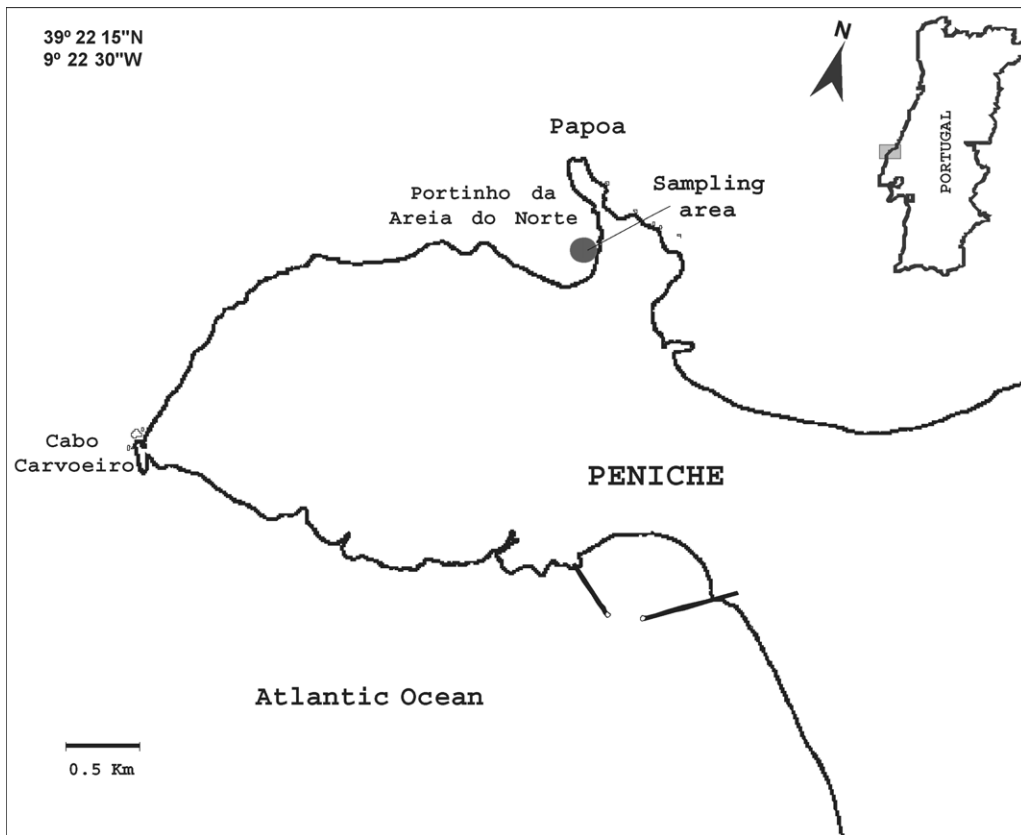 39º 22 15"N
9º 22 30"W
N
PORTUGAL
Papoa
Portinho da
Areia do Norte
Sampling
area
Cabo
Carvoeiro
PENICHE
Atlantic Ocean
0.5 Km